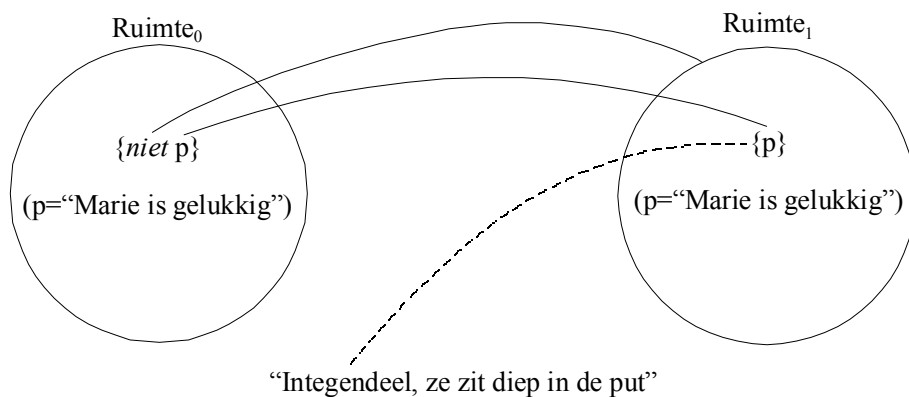 Ruimte₀
Ruimte₁
{niet p}
{p}
(p=“Marie is gelukkig”)
(p=“Marie is gelukkig”)
“Integendeel, ze zit diep in de put”